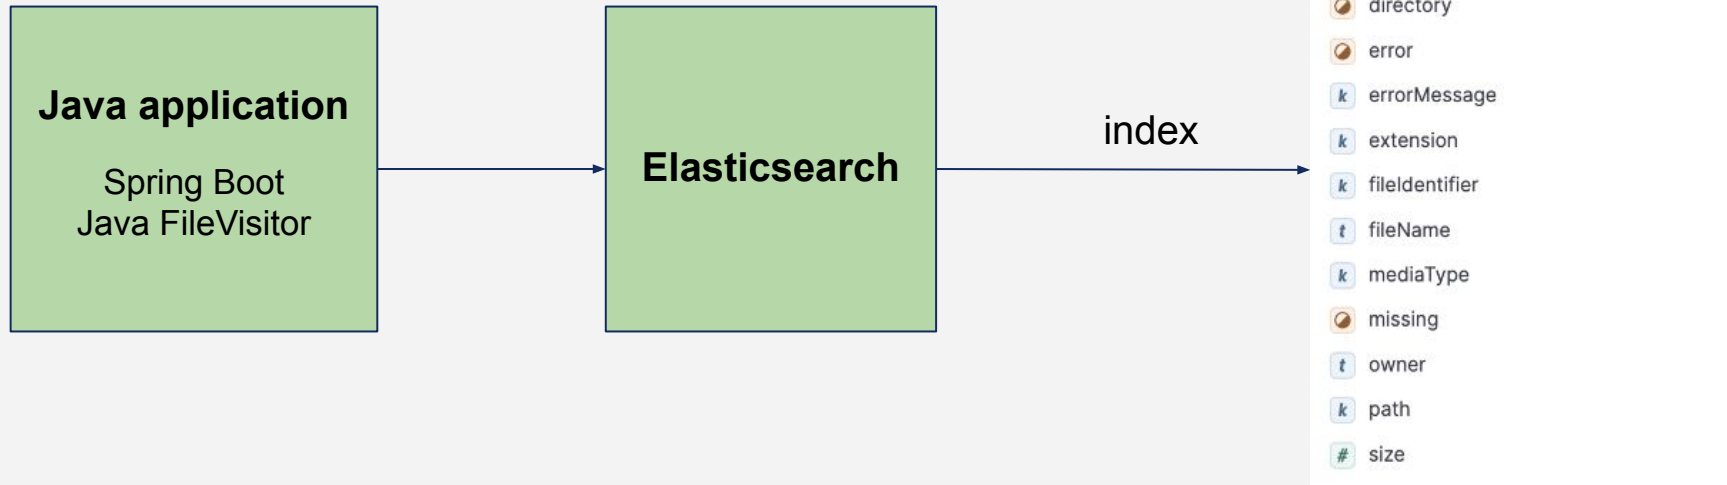 Java application
Spring Boot
Java FileVisitor
Elasticsearch
index
directory
error
k errorMessage
k extension
k fileIdentifier
t fileName
k mediaType
missing
t owner
k path
# size